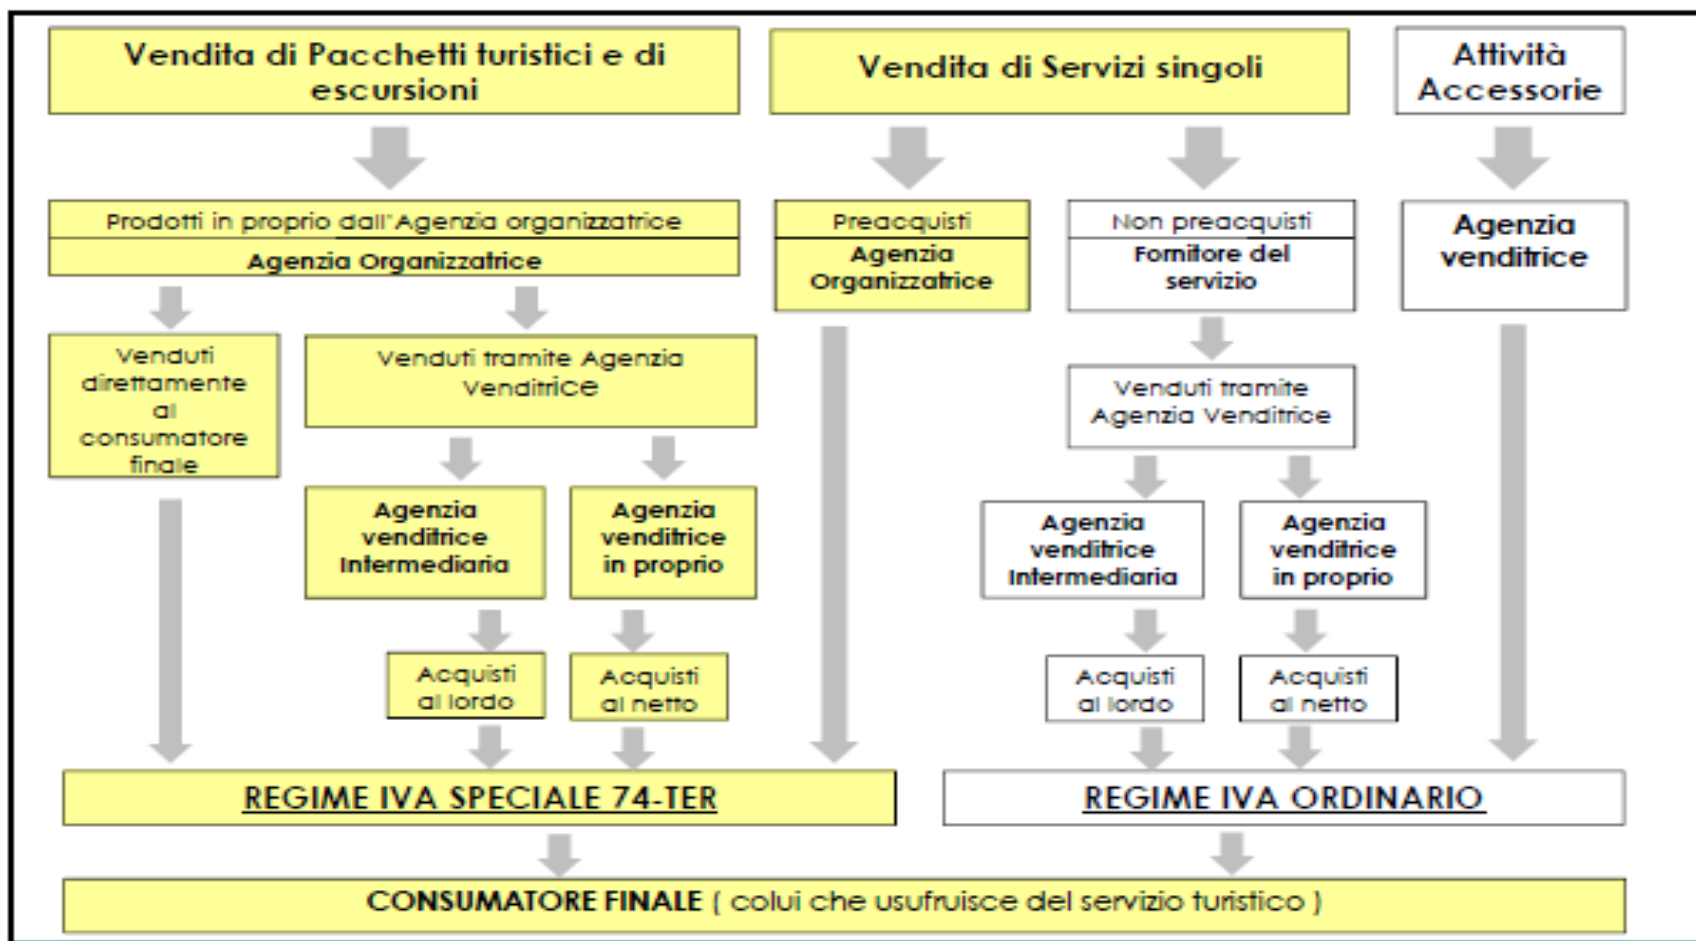 Vendita di Pacchetti turistici e di
escursioni
Vendita di Servizi singoli
Attività
Accessorie
Prodotti in proprio dall'Agenzia organizzatrice
Agenzia Organizzatrice
Preacquisti
Agenzia
Organizzatrice
Non preacquisti
Fornitore del
servizio
Agenzia
venditrice
Venduti
direttamente
al
consumatore
finale
Venduti tramite Agenzia
Venditrice
Venduti tramite
Agenzia Venditrice
Agenzia
venditrice
Intermediaria
Agenzia
venditrice
in proprio
Agenzia
venditrice
Intermediaria
Agenzia
venditrice
in proprio
Acquisti
al lordo
Acquisti
al netto
Acquisti
al lordo
Acquisti
al netto
REGIME IVA SPECIALE 74-TER
REGIME IVA ORDINARIO
CONSUMATORE FINALE ( colui che usufruisce del servizio turistico )